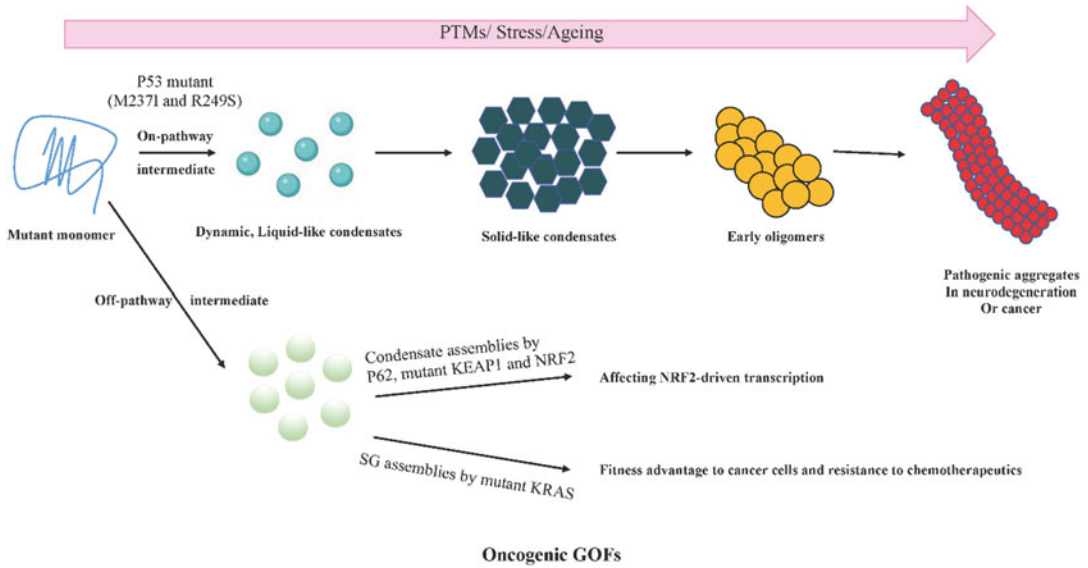 PTMs/ Stress/Ageing
P53 mutant
(M237I and R249S)
On-pathway
intermediate
Mutant monomer
Dynamic, Liquid-like condensates
Solid-like condensates
Early oligomers
Pathogenic aggregates
In neurodegeneration
Or cancer
Off-pathway intermediate
Condensate assemblies by
P62, mutant KEAP1 and NRF2
Affecting NRF2-driven transcription
SG assemblies by mutant KRAS
Fitness advantage to cancer cells and resistance to chemotherapeutics
Oncogenic GOFs